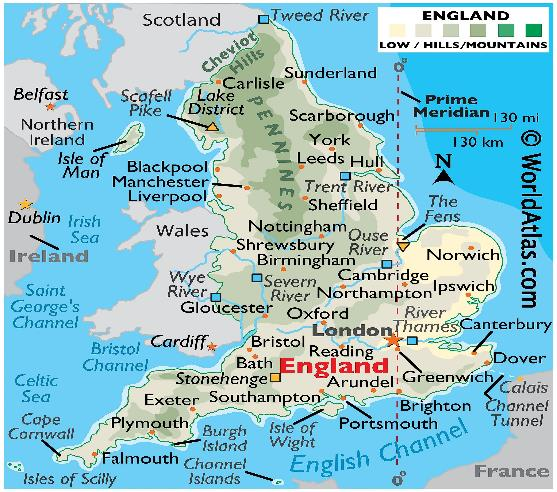 Scotland
Tweed River
ENGLAND
LOW / HILLS/MOUNTAINS
Cheviot
Hills
0°
Carlisle
Sunderland
Belfast
Scafell
Pike
Lake
District
Prime
Meridian
130 mi
130 km
Northern
Ireland
Isle of
Man
PENNINES
Scarborough
York
Leeds
Hull
N
Blackpool
Manchester
Liverpool
Trent River
Sheffield
The
Fens
Dublin
Irish
Sea
Ireland
Wales
Nottingham
Shrewsbury
Birmingham
Ouse
River
Norwich
Wye
River
Severn
River
Cambridge
Northampton
Ipswich
Saint
George's
Channel
Gloucester
Oxford
River
Thames
London
Canterbury
Cardiff
Bristol
Channel
Bristol
Bath
Reading
England
Dover
Greenwich
Stonehenge
Arundel
Celtic
Sea
Exeter
Southampton
Brighton
Calais
Channel
Tunnel
Cape
Cornwall
Plymouth
Portsmouth
Isle of
Wight
Burgh
Island
Falmouth
Channel
Islands
English Channel
Isles of Scilly
0°
France
© WorldAtlas.com